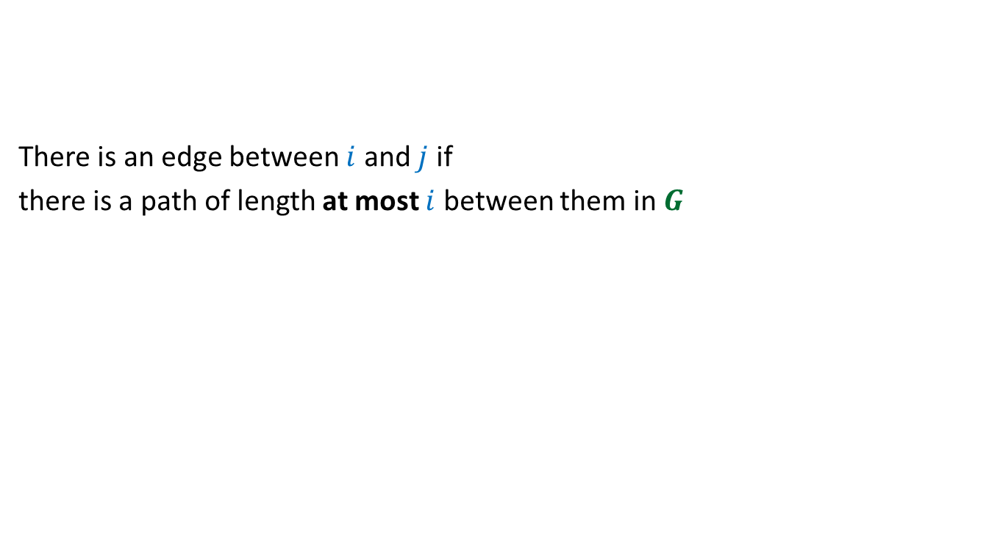 There is an edge between i and j if
there is a path of length at most i between them in G